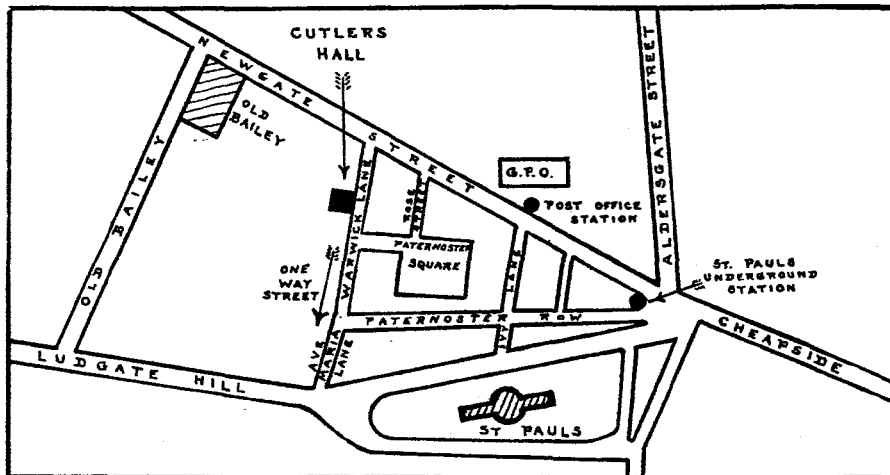 CUTLERS
HALL
NEWGATE STREET
OLD
BAILEY
OLD BAILEY
ALDERSGATE STREET
G.P.O.
POST OFFICE
STATION
WARWICK LANE
ROSE
STREET
PATERNOSTER
SQUARE
IVY LANE
ST. PAULS
UNDERGROUND
STATION
ONE
WAY
STREET
PATERNOSTER ROW
AVE
MARIA
LANE
CHEAPSIDE
LUDGATE HILL
ST PAULS